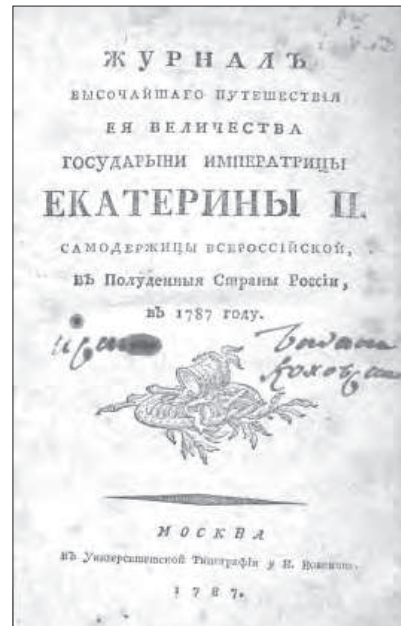 ЖУРНАЛЪ
ВЫСОЧАЙШАГО ПУТЕШЕСТВІЯ
ЕЯ ВЕЛИЧЕСТВА
ГОСУДАРЫНИ ИМПЕРАТРИЦЫ
ЕКАТЕРИНЫ II.
САМОДЕРЖИЦЫ ВСЕРОССІЙСКОЙ,
въ Полуденныя Страны Россіи,
въ 1787 году.
МОСКВА
Въ Университетской Типографіи у Н. Новикова.
1787.